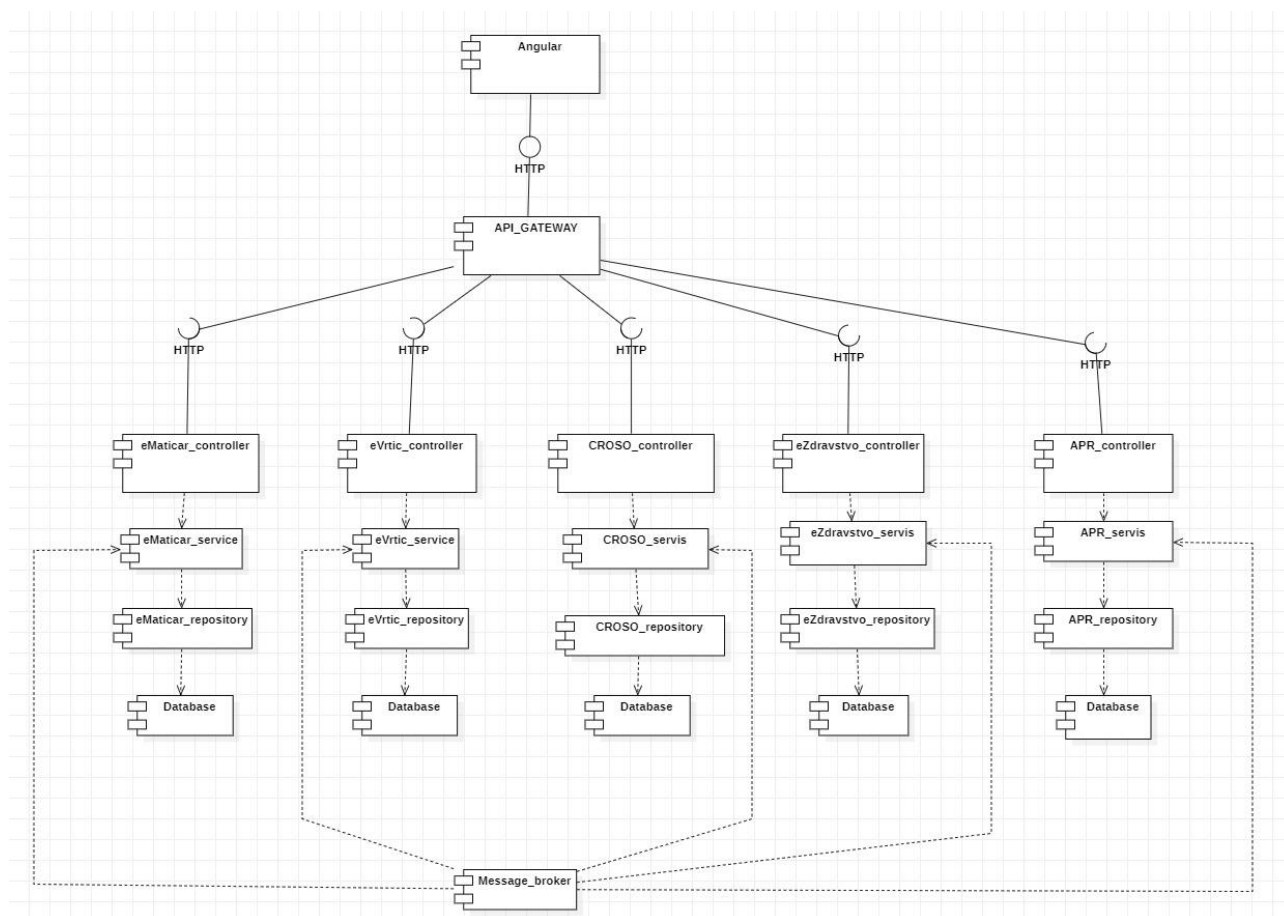 Angular
HTTP
API_GATEWAY
HTTP
HTTP
HTTP
HTTP
HTTP
eMaticar_controller
eVrtic_controller
CROSO_controller
eZdravstvo_controller
APR_controller
eMaticar_service
eVrtic_service
CROSO_servis
eZdravstvo_servis
APR_servis
eMaticar_repository
eVrtic_repository
CROSO_repository
eZdravstvo_repository
APR_repository
Database
Database
Database
Database
Database
Message_broker